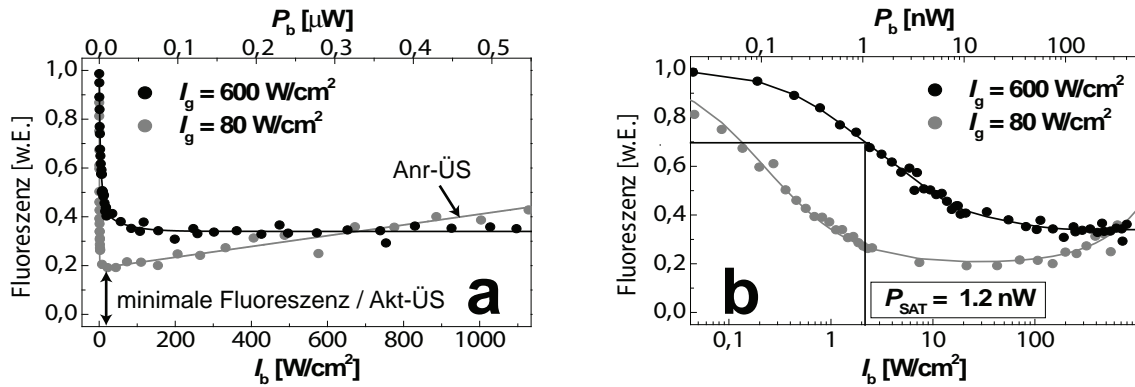 P_b [µW]
0,0 0,1 0,2 0,3 0,4 0,5
Fluoreszenz [w.E.]
1,0
0,8
0,6
0,4
0,2
0,0
I_g = 600 W/cm²
I_g = 80 W/cm²
Anr-ÜS
minimale Fluoreszenz / Akt-ÜS
a
0 200 400 600 800 1000
I_b [W/cm²]
P_b [nW]
0,1 1 10 100
Fluoreszenz [w.E.]
1,0
0,8
0,6
0,4
0,2
0,0
I_g = 600 W/cm²
I_g = 80 W/cm²
b
P_SAT = 1.2 nW
0,1 1 10 100
I_b [W/cm²]